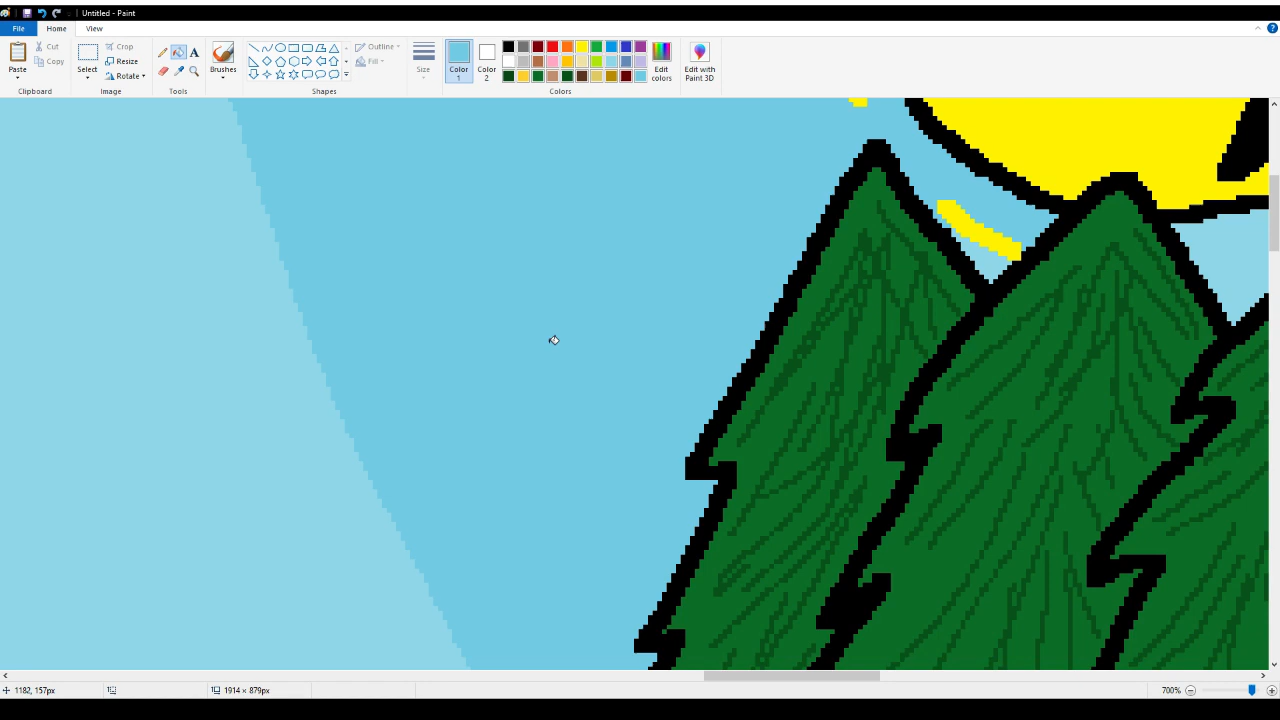 Untitled - Paint
File Home View
Paste Cut Copy Select Crop Resize Rotate A Brushes Outline Fill Size Color 1 Color 2 Edit colors Edit with Paint 3D
Clipboard Image Tools Shapes Colors
1182, 157px 1914 × 879px 700%